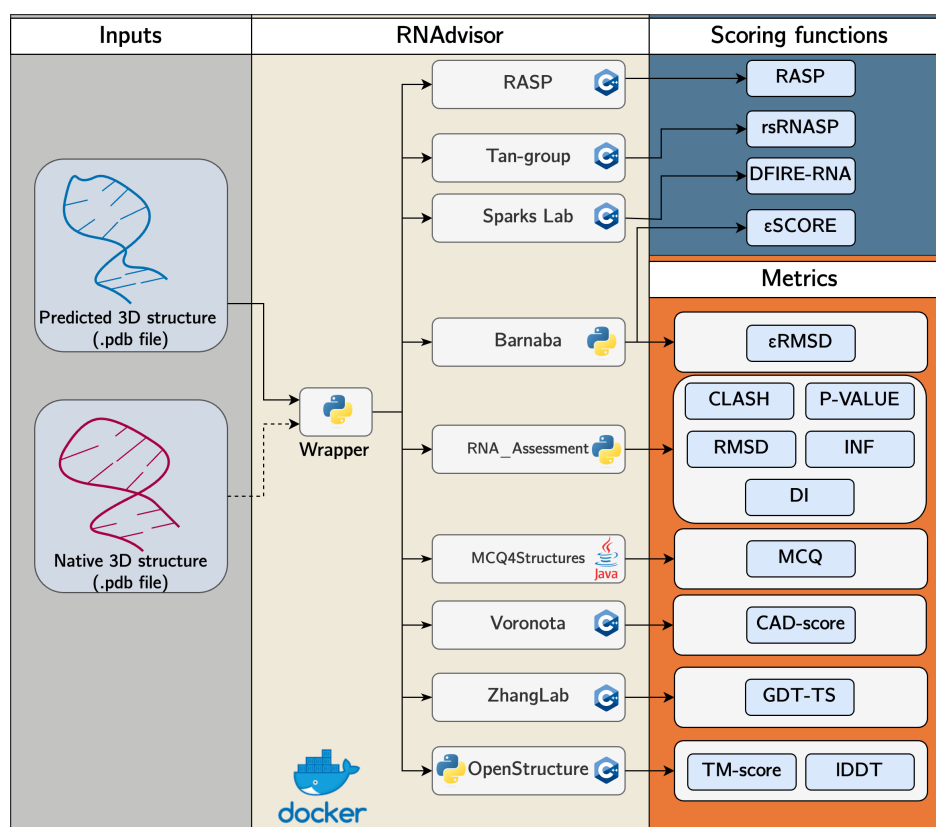 Inputs
RNAdvisor
Scoring functions
RASP
RASP
Tan-group
rsRNASP
Sparks Lab
DFIRE-RNA
εSCORE
Metrics
Predicted 3D structure
(.pdb file)
Barnaba
εRMSD
Wrapper
CLASH
P-VALUE
RNA_Assessment
RMSD
INF
DI
Native 3D structure
(.pdb file)
MCQ4Structures
Java
MCQ
Voronota
CAD-score
ZhangLab
GDT-TS
OpenStructure
TM-score
IDDT
docker